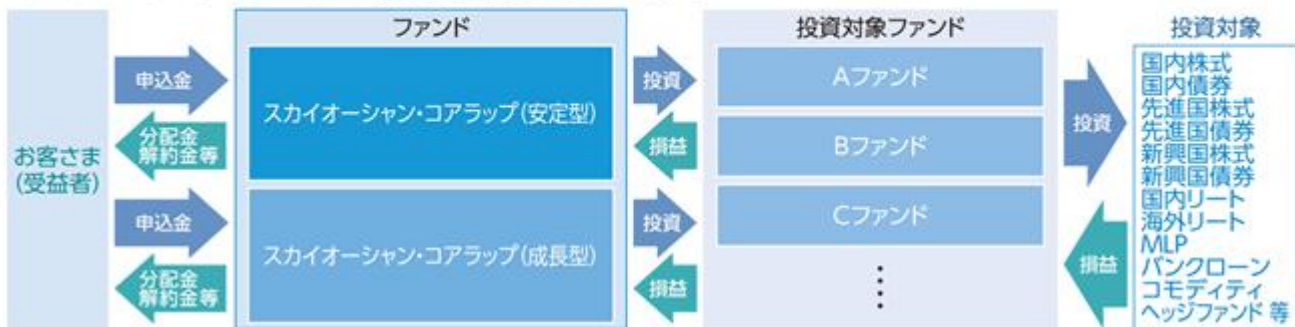 お客さま
(受益者)
申込金
分配金
解約金等
申込金
分配金
解約金等
ファンド
スカイオーシャン・コアラップ(安定型)
スカイオーシャン・コアラップ(成長型)
投資
損益
投資
損益
投資対象ファンド
Aファンド
Bファンド
Cファンド
投資
損益
投資対象
国内株式
国内債券
先進国株式
先進国債券
新興国株式
新興国債券
国内リート
海外リート
MLP
バンクローン
コモディティ
ヘッジファンド 等